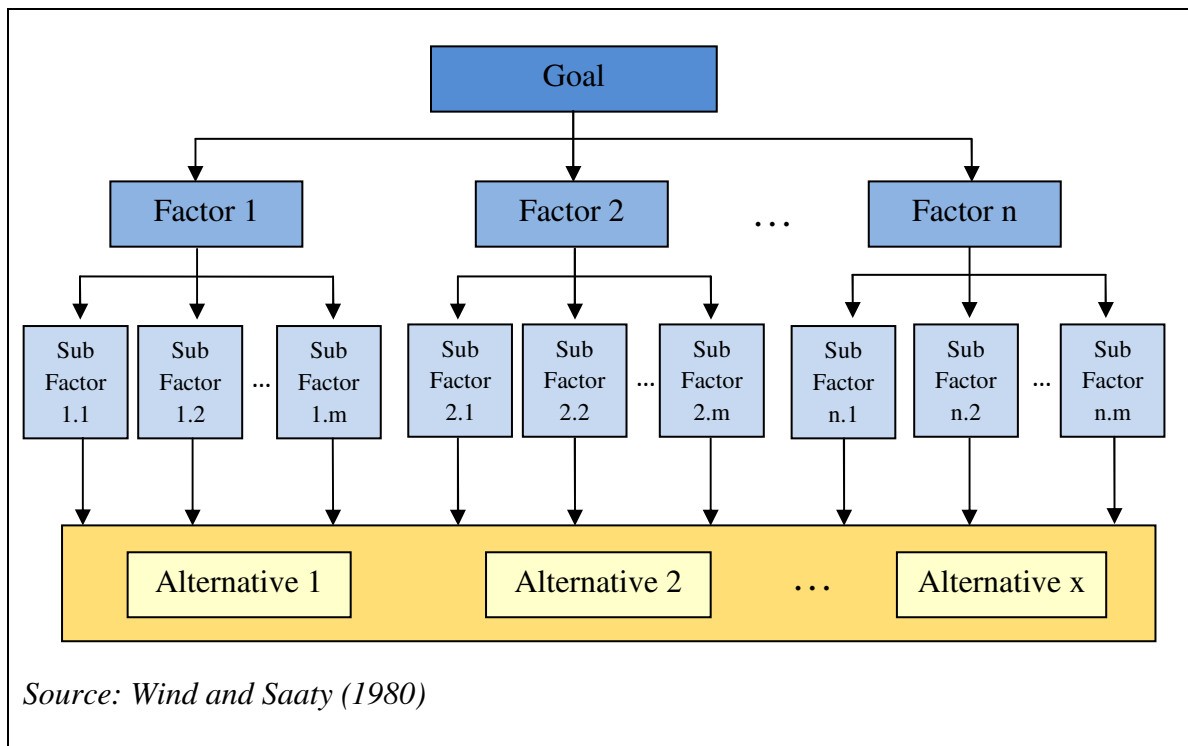 Goal
Factor 1
Factor 2
...
Factor n
Sub
Factor
1.1
Sub
Factor
1.2
...
Sub
Factor
1.m
Sub
Factor
2.1
Sub
Factor
2.2
...
Sub
Factor
2.m
Sub
Factor
n.1
Sub
Factor
n.2
...
Sub
Factor
n.m
Alternative 1
Alternative 2
...
Alternative x
Source: Wind and Saaty (1980)